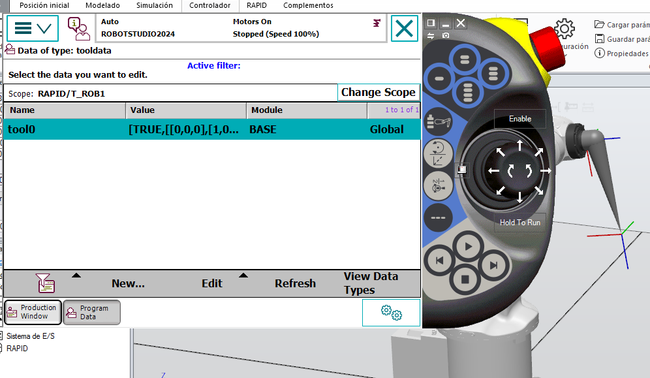 Posición inicial Modelado Simulación Controlador RAPID Complementos
Auto
ROBOTSTUDIO2024
Motors On
Stopped (Speed 100%)
Data of type: tooldata
Active filter:
Select the data you want to edit.
Scope: RAPID/T_ROB1
Change Scope
Name Value Module 1 to 1 of 1
tool0 [TRUE,[[0,0,0],[1,0... BASE Global
New... Edit Refresh View Data Types
Production Window
Program Data
Sistema de E/S
RAPID
Enable
Hold To Run
Cargar parám
Guardar pará
Propiedades
uración
Z